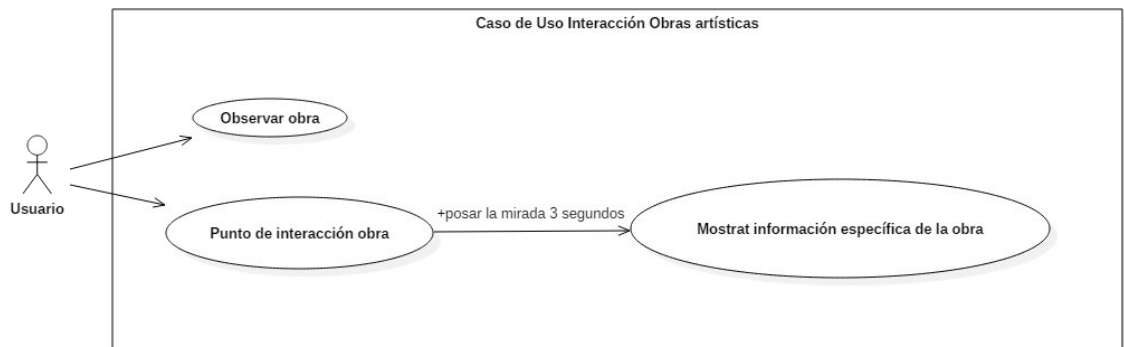 Caso de Uso Interacción Obras artísticas
Observar obra
Usuario
+posar la mirada 3 segundos
Punto de interacción obra
Mostrat información específica de la obra